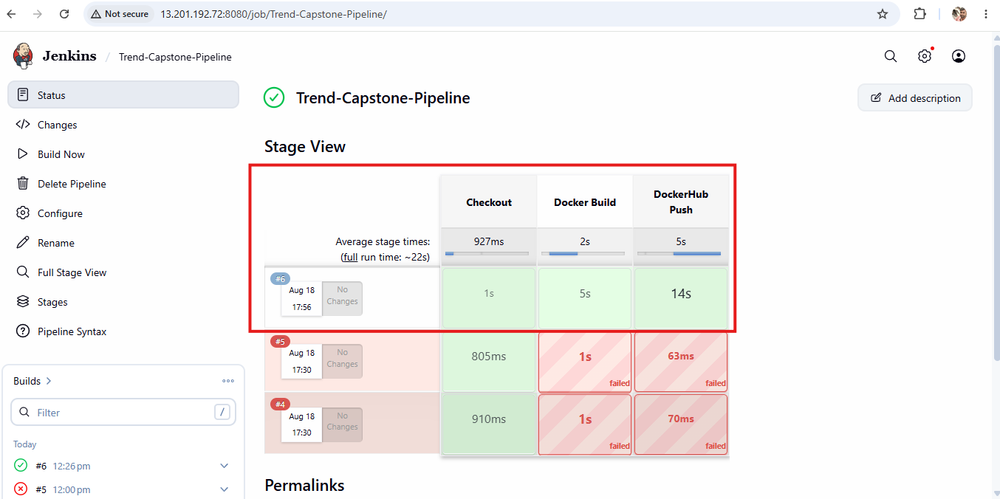 Not secure
13.201.192.72:8080/job/Trend-Capstone-Pipeline/
Jenkins / Trend-Capstone-Pipeline
Status
Changes
Build Now
Delete Pipeline
Configure
Rename
Full Stage View
Stages
Pipeline Syntax
Builds
Filter
/
Today
#6 12:26 pm
#5 12:00 pm
Trend-Capstone-Pipeline
Add description
Stage View
Checkout
Docker Build
DockerHub
Push
Average stage times:
(full run time: ~22s)
927ms
2s
5s
#6
Aug 18
17:56
No
Changes
1s
5s
14s
#5
Aug 18
17:30
No
Changes
805ms
1s
failed
63ms
failed
#4
Aug 18
17:30
No
Changes
910ms
1s
failed
70ms
failed
Permalinks